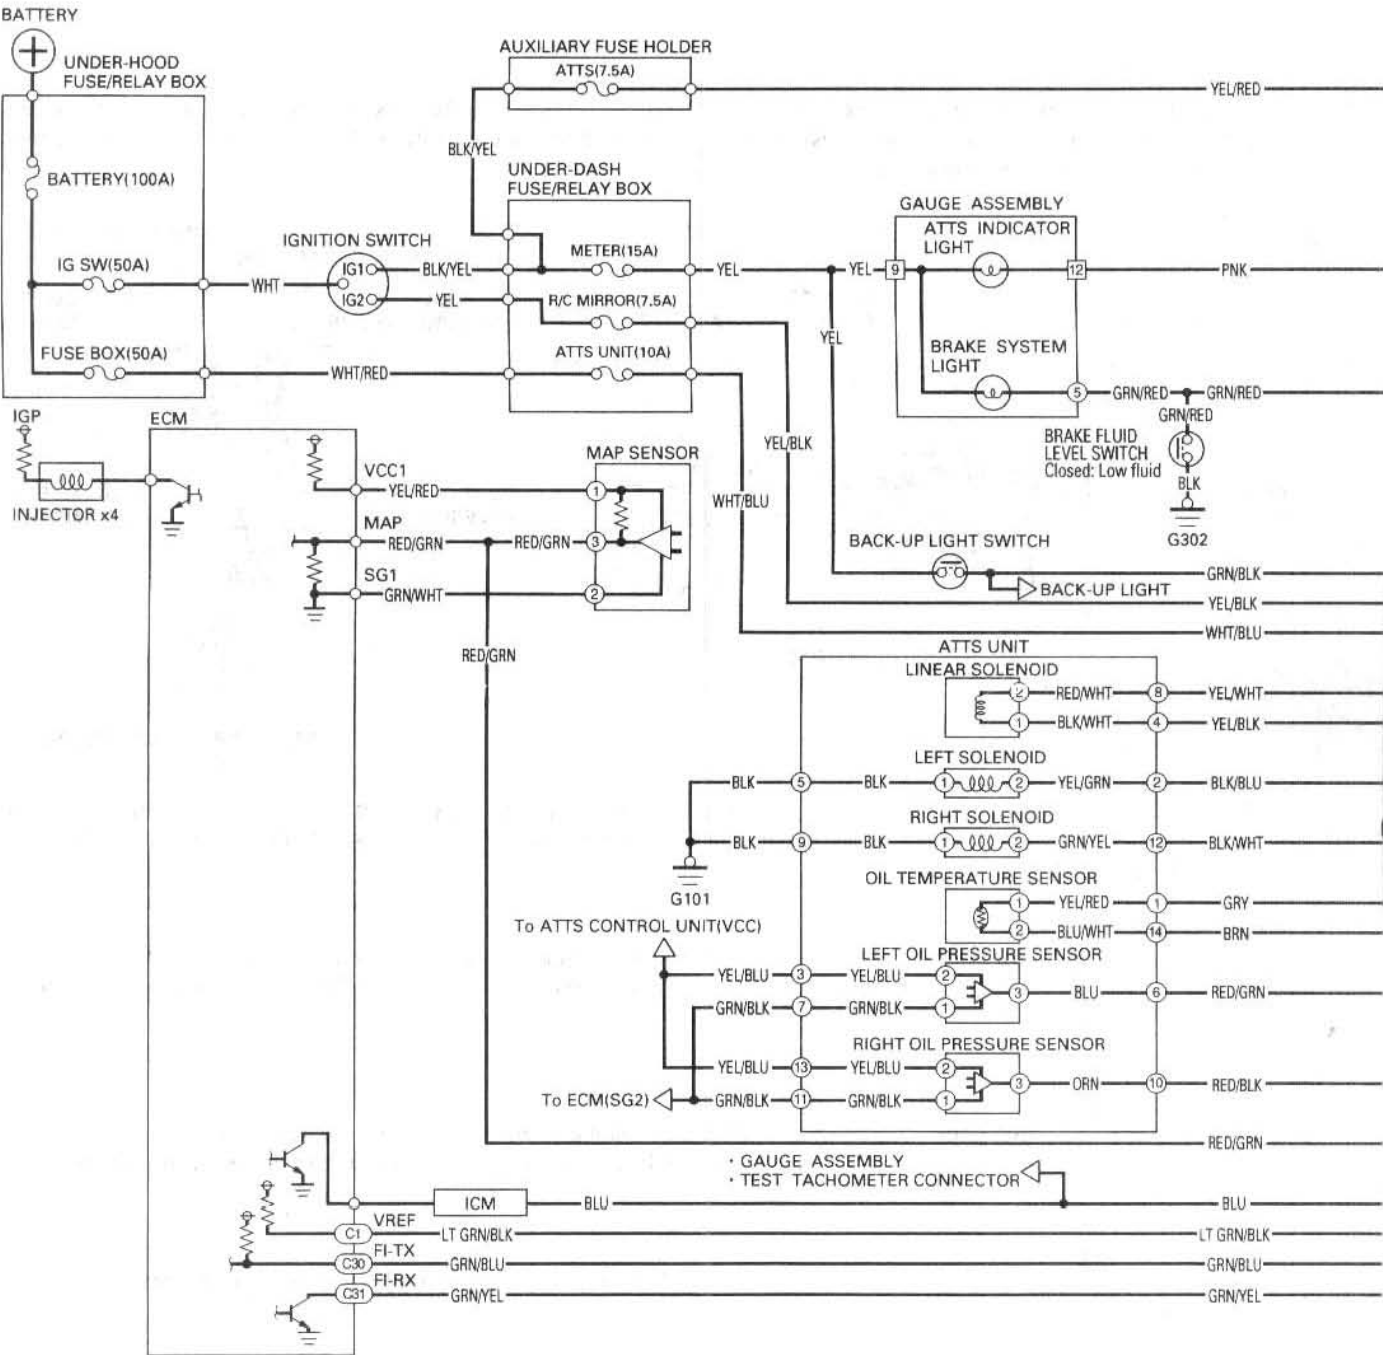 BATTERY
UNDER-HOOD
FUSE/RELAY BOX
BATTERY(100A)
IG SW(50A)
FUSE BOX(50A)
WHT
WHT/RED
IGNITION SWITCH
IG1
IG2
BLK/YEL
YEL
AUXILIARY FUSE HOLDER
ATTS(7.5A)
YEL/RED
BLK/YEL
UNDER-DASH
FUSE/RELAY BOX
METER(15A)
R/C MIRROR(7.5A)
ATTS UNIT(10A)
YEL
YEL
YEL
YEL/BLK
WHT/BLU
GAUGE ASSEMBLY
ATTS INDICATOR
LIGHT
9
12
PNK
BRAKE SYSTEM
LIGHT
5
GRN/RED
GRN/RED
GRN/RED
BRAKE FLUID
LEVEL SWITCH
Closed: Low fluid
BLK
G302
BACK-UP LIGHT SWITCH
GRN/BLK
BACK-UP LIGHT
YEL/BLK
WHT/BLU
IGP
INJECTOR x4
ECM
VCC1
YEL/RED
MAP
RED/GRN
RED/GRN
SG1
GRN/WHT
MAP SENSOR
1
3
2
RED/GRN
ATTS UNIT
LINEAR SOLENOID
2 RED/WHT 8 YEL/WHT
1 BLK/WHT 4 YEL/BLK
LEFT SOLENOID
BLK 5 BLK 1 2 YEL/GRN 2 BLK/BLU
RIGHT SOLENOID
BLK 9 BLK 1 2 GRN/YEL 12 BLK/WHT
G101
OIL TEMPERATURE SENSOR
1 YEL/RED 1 GRY
2 BLU/WHT 14 BRN
To ATTS CONTROL UNIT(VCC)
LEFT OIL PRESSURE SENSOR
YEL/BLU 3 YEL/BLU 2
3 BLU 6 RED/GRN
GRN/BLK 7 GRN/BLK 1
RIGHT OIL PRESSURE SENSOR
YEL/BLU 13 YEL/BLU 2
3 ORN 10 RED/BLK
To ECM(SG2) GRN/BLK 11 GRN/BLK 1
RED/GRN
· GAUGE ASSEMBLY
· TEST TACHOMETER CONNECTOR
ICM BLU BLU
VREF
C1 LT GRN/BLK LT GRN/BLK
FI-TX
C30 GRN/BLU GRN/BLU
FI-RX
C31 GRN/YEL GRN/YEL